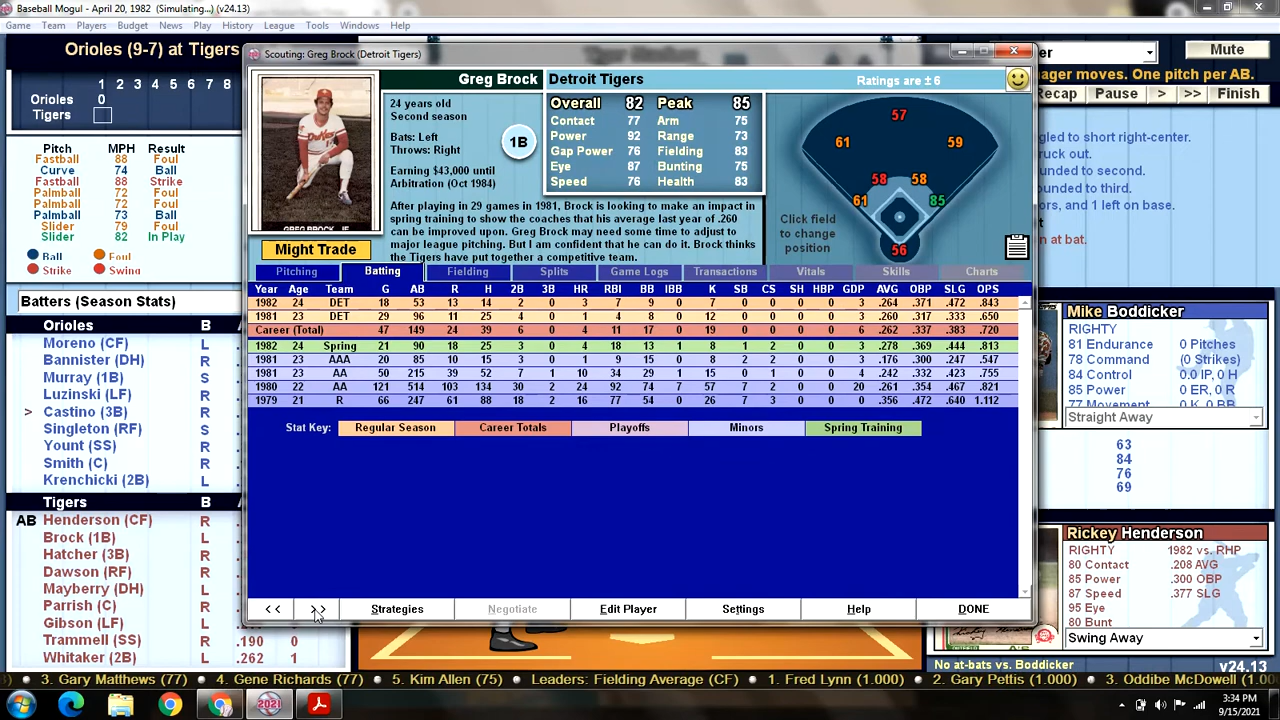 Baseball Mogul - April 20, 1982 (Simulating...) (v24.13)
Game Team Players Budget News Play History League Tools Windows Help
Orioles (9-7) at Tigers
1 2 3 4 5 6 7 8
Orioles 0
Tigers
Pitches MPH Result
Fastball 88 Foul
Curve 74 Ball
Fastball 88 Strike
Palmball 72 Foul
Palmball 72 Foul
Palmball 73 Ball
Slider 79 Foul
Slider 82 In Play
Ball Foul
Strike Swing
Batters (Season Stats)
Orioles B
Moreno (CF) L
Bannister (DH) R
Murray (1B) S
Luzinski (LF) R
> Castino (3B) R
Singleton (RF) S
Yount (SS) R
Smith (C) R
Krenchicki (2B) L
Tigers B
AB Henderson (CF) R
Brock (1B) L
Hatcher (3B) R
Dawson (RF) R
Mayberry (DH) L
Parrish (C) R
Gibson (LF) L
Trammell (SS) R .190 0
Whitaker (2B) L .262 1
Scouting: Greg Brock (Detroit Tigers)
Greg Brock
Detroit Tigers
Ratings are ± 6
24 years old
Second season
Bats: Left
Throws: Right
Earning $43,000 until
Arbitration (Oct 1984)
1B
Overall 82 Peak 85
Contact 77 Arm 75
Power 92 Range 73
Gap Power 76 Fielding 83
Eye 87 Bunting 75
Speed 76 Health 83
After playing in 29 games in 1981, Brock is looking to make an impact in
spring training to show the coaches that his average last year of .260
can be improved upon. Greg Brock may need some time to adjust to
major league pitching. But I am confident that he can do it. Brock thinks
the Tigers have put together a competitive team.
57
61 59
58 58
61 85
56
Click field
to change
position
Might Trade
Pitching Batting Fielding Splits Game Logs Transactions Vitals Skills Charts
Year Age Team G AB R H 2B 3B HR RBI BB IBB K SB CS SH HBP GDP AVG OBP SLG OPS
1982 24 DET 18 53 13 14 2 0 3 7 9 0 7 0 0 0 0 3 .264 .371 .472 .843
1981 23 DET 29 96 11 25 4 0 1 4 8 0 12 0 0 0 0 3 .260 .317 .333 .650
Career (Total) 47 149 24 39 6 0 4 11 17 0 19 0 0 0 0 6 .262 .337 .383 .720
1982 24 Spring 21 90 18 25 3 0 4 18 13 1 8 1 2 0 0 3 .278 .369 .444 .813
1981 23 AAA 20 85 10 15 3 0 1 9 15 0 8 2 2 0 0 3 .176 .300 .247 .547
1981 23 AA 50 215 39 52 7 1 10 34 29 1 15 0 1 0 0 4 .242 .332 .423 .755
1980 22 AA 121 514 103 134 30 2 24 92 74 7 57 7 2 0 0 20 .261 .354 .467 .821
1979 21 R 66 247 61 88 18 2 16 77 54 0 26 7 3 0 0 0 .356 .472 .640 1.112
Stat Key: Regular Season Career Totals Playoffs Minors Spring Training
<< >> Strategies Negotiate Edit Player Settings Help DONE
Mute
nager moves. One pitch per AB.
Recap Pause > >> Finish
gled to short right-center.
ruck out.
unded to second.
unded to third.
ors, and 1 left on base.
n at bat.
Mike Boddicker
RIGHTY
81 Endurance 0 Pitches
78 Command (0 Strikes)
84 Control 0.0 IP, 0 H
85 Power 0 ER, 0 R
77 Movement 0 K, 0 BB
Straight Away
63
84
76
69
Rickey Henderson
RIGHTY 1982 vs. RHP
80 Contact .208 AVG
85 Power .300 OBP
87 Speed .377 SLG
95 Eye
80 Bunt
Swing Away
No at-bats vs. Boddicker
v24.13
3. Gary Matthews (77) 4. Gene Richards (77) 5. Kim Allen (75) Leaders: Fielding Average (CF) 1. Fred Lynn (1.000) 2. Gary Pettis (1.000) 3. Oddibe McDowell (1.00
3:34 PM
9/15/2021